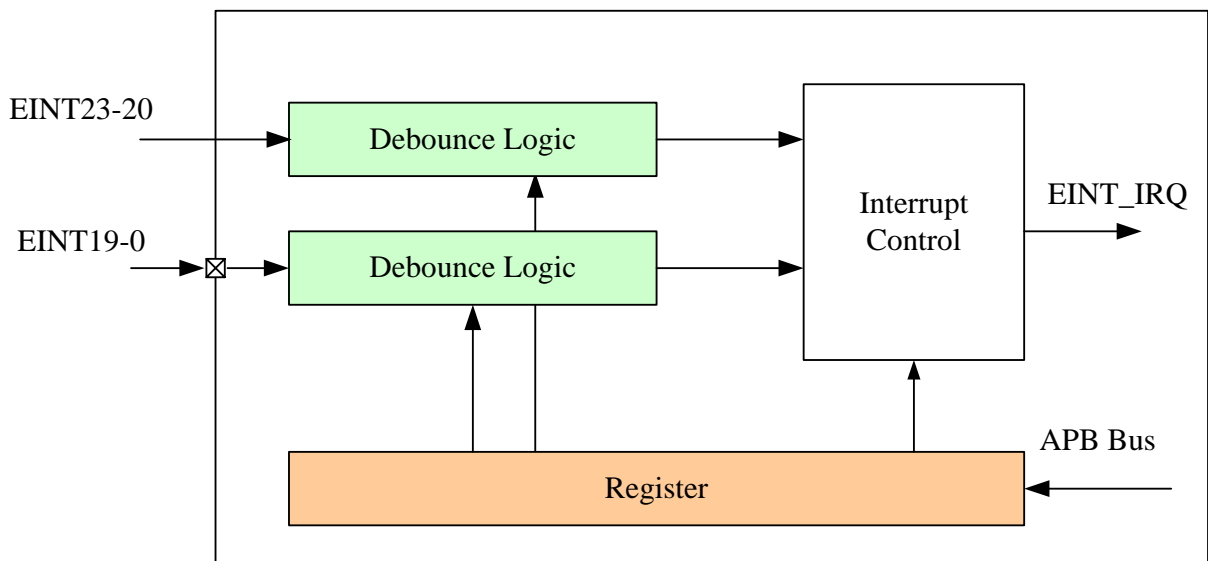 EINT23-20
Debounce Logic
EINT19-0
Debounce Logic
Interrupt
Control
EINT_IRQ
APB Bus
Register